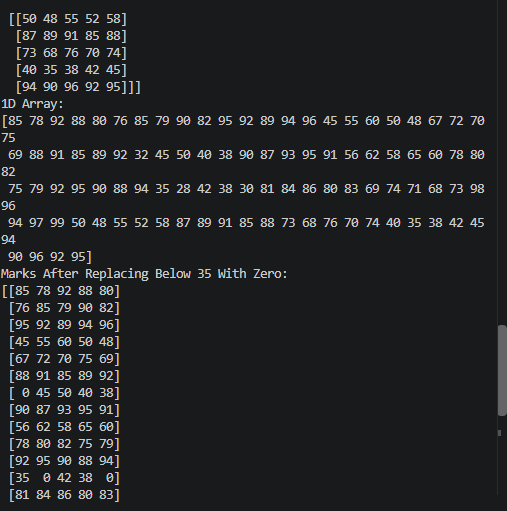 [[50 48 55 52 58]
[87 89 91 85 88]
[73 68 76 70 74]
[40 35 38 42 45]
[94 90 96 92 95]]]
1D Array:
[85 78 92 88 80 76 85 79 90 82 95 92 89 94 96 45 55 60 50 48 67 72 70
75
69 88 91 85 89 92 32 45 50 40 38 90 87 93 95 91 56 62 58 65 60 78 80
82
75 79 92 95 90 88 94 35 28 42 38 30 81 84 86 80 83 69 74 71 68 73 98
96
94 97 99 50 48 55 52 58 87 89 91 85 88 73 68 76 70 74 40 35 38 42 45
94
90 96 92 95]
Marks After Replacing Below 35 With Zero:
[[85 78 92 88 80]
[76 85 79 90 82]
[95 92 89 94 96]
[45 55 60 50 48]
[67 72 70 75 69]
[88 91 85 89 92]
[ 0 45 50 40 38]
[90 87 93 95 91]
[56 62 58 65 60]
[78 80 82 75 79]
[92 95 90 88 94]
[35  0 42 38  0]
[81 84 86 80 83]